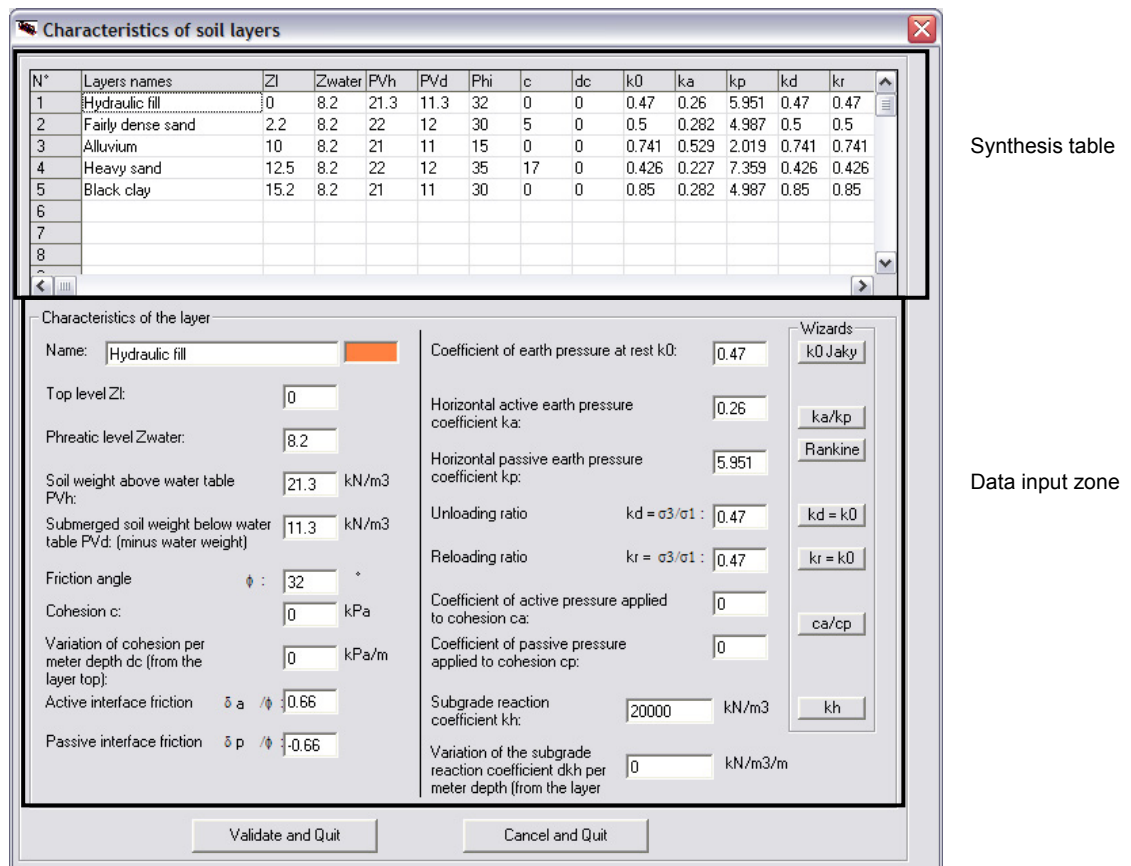 Characteristics of soil layers
N° Layers names Zl Zwater PVh PVd Phi c dc k0 ka kp kd kr
1 Hydraulic fill 0 8.2 21.3 11.3 32 0 0 0.47 0.26 5.951 0.47 0.47
2 Fairly dense sand 2.2 8.2 22 12 30 5 0 0.5 0.282 4.987 0.5 0.5
3 Alluvium 10 8.2 21 11 15 0 0 0.741 0.529 2.019 0.741 0.741
4 Heavy sand 12.5 8.2 22 12 35 17 0 0.426 0.227 7.359 0.426 0.426
5 Black clay 15.2 8.2 21 11 30 0 0 0.85 0.282 4.987 0.85 0.85
6
7
8
Synthesis table
Characteristics of the layer
Name: Hydraulic fill
Top level Zl: 0
Phreatic level Zwater: 8.2
Soil weight above water table
PVh: 21.3 kN/m3
Submerged soil weight below water
table PVd: (minus water weight) 11.3 kN/m3
Friction angle ϕ : 32 °
Cohesion c: 0 kPa
Variation of cohesion per
meter depth dc (from the
layer top): 0 kPa/m
Active interface friction δ a /ϕ : 0.66
Passive interface friction δ p /ϕ : -0.66
Coefficient of earth pressure at rest k0: 0.47
Horizontal active earth pressure
coefficient ka: 0.26
Horizontal passive earth pressure
coefficient kp: 5.951
Unloading ratio kd = σ3/σ1 : 0.47
Reloading ratio kr = σ3/σ1 : 0.47
Coefficient of active pressure applied
to cohesion ca: 0
Coefficient of passive pressure
applied to cohesion cp: 0
Subgrade reaction
coefficient kh: 20000 kN/m3
Variation of the subgrade
reaction coefficient dkh per
meter depth (from the layer 0 kN/m3/m
Wizards
k0 Jaky
ka/kp
Rankine
kd = k0
kr = k0
ca/cp
kh
Data input zone
Validate and Quit
Cancel and Quit